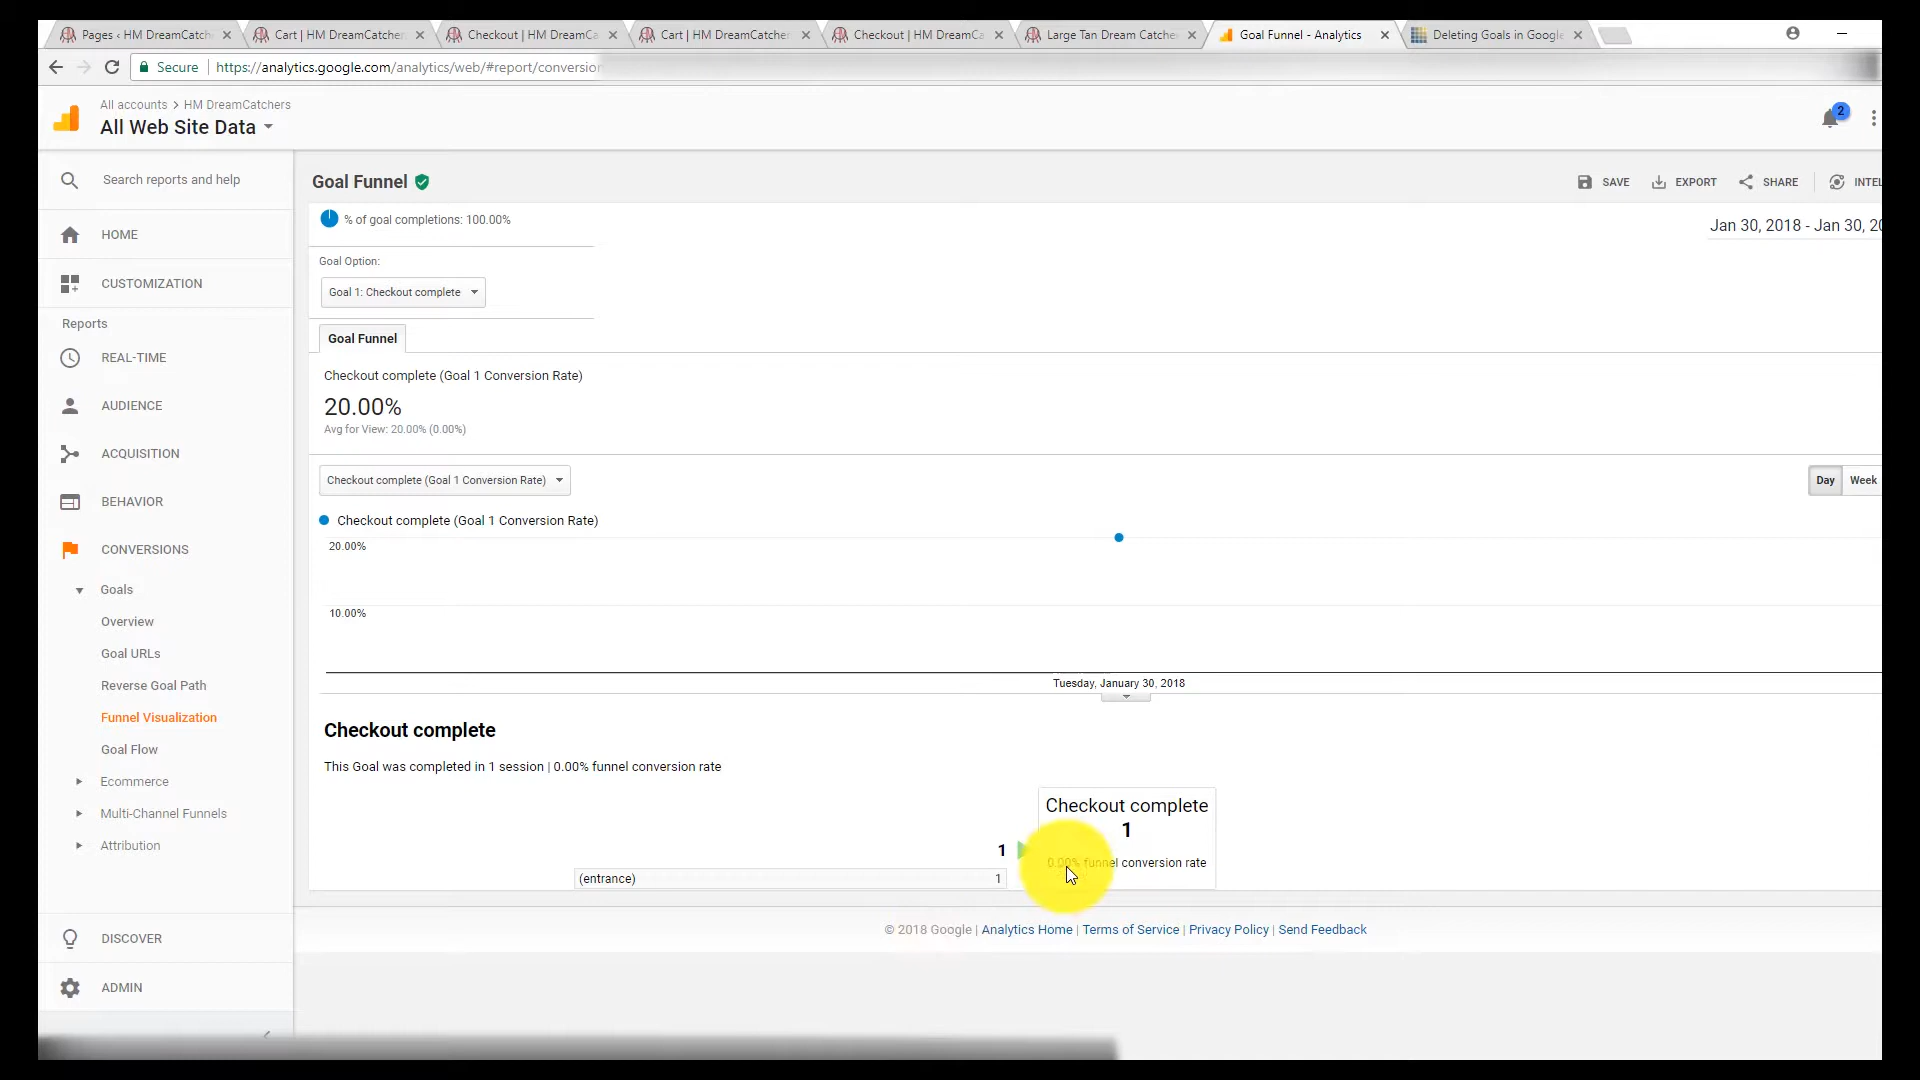 Pages ‹ HM DreamCatch
Cart | HM DreamCatcher
Checkout | HM DreamCa
Cart | HM DreamCatcher
Checkout | HM DreamCa
Large Tan Dream Catche
Goal Funnel - Analytics
Deleting Goals in Google
Secure
https://analytics.google.com/analytics/web/#report/conversion
All accounts > HM DreamCatchers
All Web Site Data
2
Search reports and help
HOME
CUSTOMIZATION
Reports
REAL-TIME
AUDIENCE
ACQUISITION
BEHAVIOR
CONVERSIONS
Goals
Overview
Goal URLs
Reverse Goal Path
Funnel Visualization
Goal Flow
Ecommerce
Multi-Channel Funnels
Attribution
DISCOVER
ADMIN
Goal Funnel
SAVE
EXPORT
SHARE
INTEL
% of goal completions: 100.00%
Jan 30, 2018 - Jan 30, 20
Goal Option:
Goal 1: Checkout complete
Goal Funnel
Checkout complete (Goal 1 Conversion Rate)
20.00%
Avg for View: 20.00% (0.00%)
Checkout complete (Goal 1 Conversion Rate)
Day
Week
Checkout complete (Goal 1 Conversion Rate)
20.00%
10.00%
Tuesday, January 30, 2018
Checkout complete
This Goal was completed in 1 session | 0.00% funnel conversion rate
Checkout complete
1
1
0.00% funnel conversion rate
(entrance) 1
© 2018 Google | Analytics Home | Terms of Service | Privacy Policy | Send Feedback